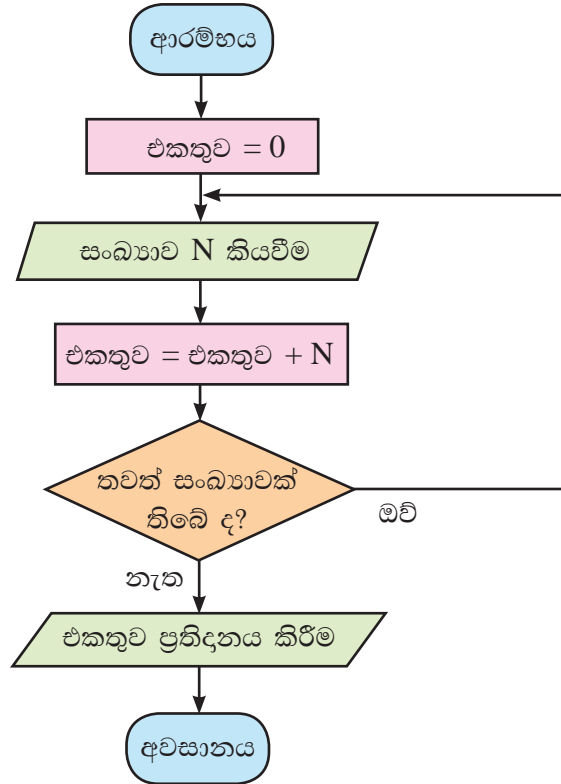 ආරම්භය
එකතුව = 0
සංඛ්‍යාව N කියවීම
එකතුව = එකතුව + N
තවත් සංඛ්‍යාවක්
තිබේ ද?
ඔව්
නැත
එකතුව ප්‍රතිදානය කිරීම
අවසානය